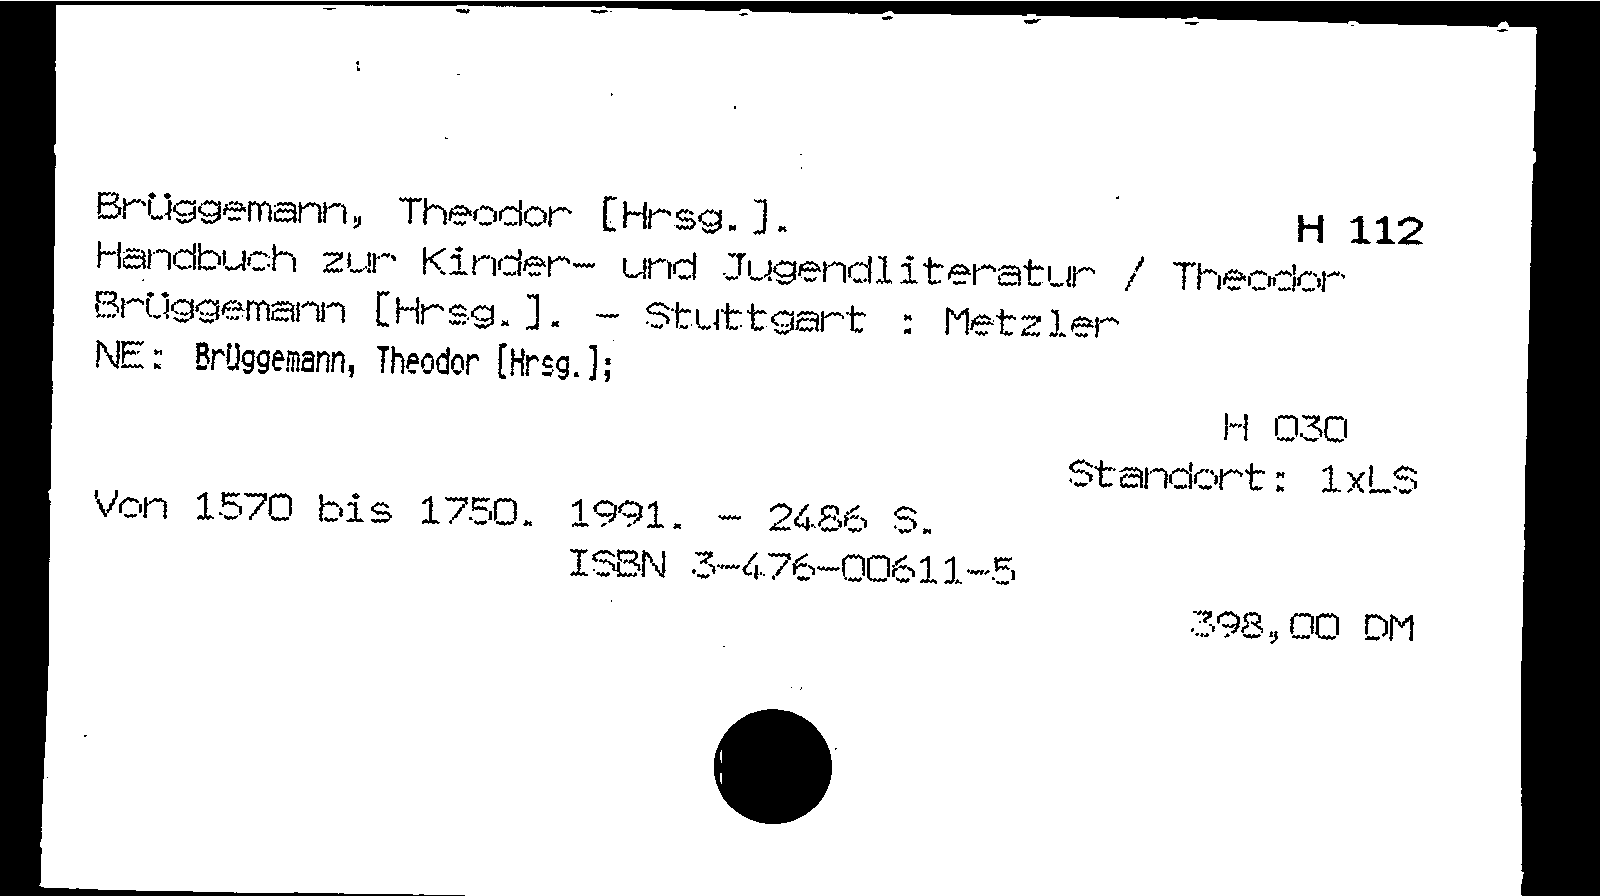 Brüggemann, Theodor [Hrsg.].
H 112
Handbuch zur Kinder- und Jugendliteratur / Theodor
Brüggemann [Hrsg.]. - Stuttgart : Metzler
NE: Brüggemann, Theodor [Hrsg.];
H 030
Standort: 1xLS
Von 1570 bis 1750. 1991. - 2486 S.
ISBN 3-476-00611-5
398,00 DM